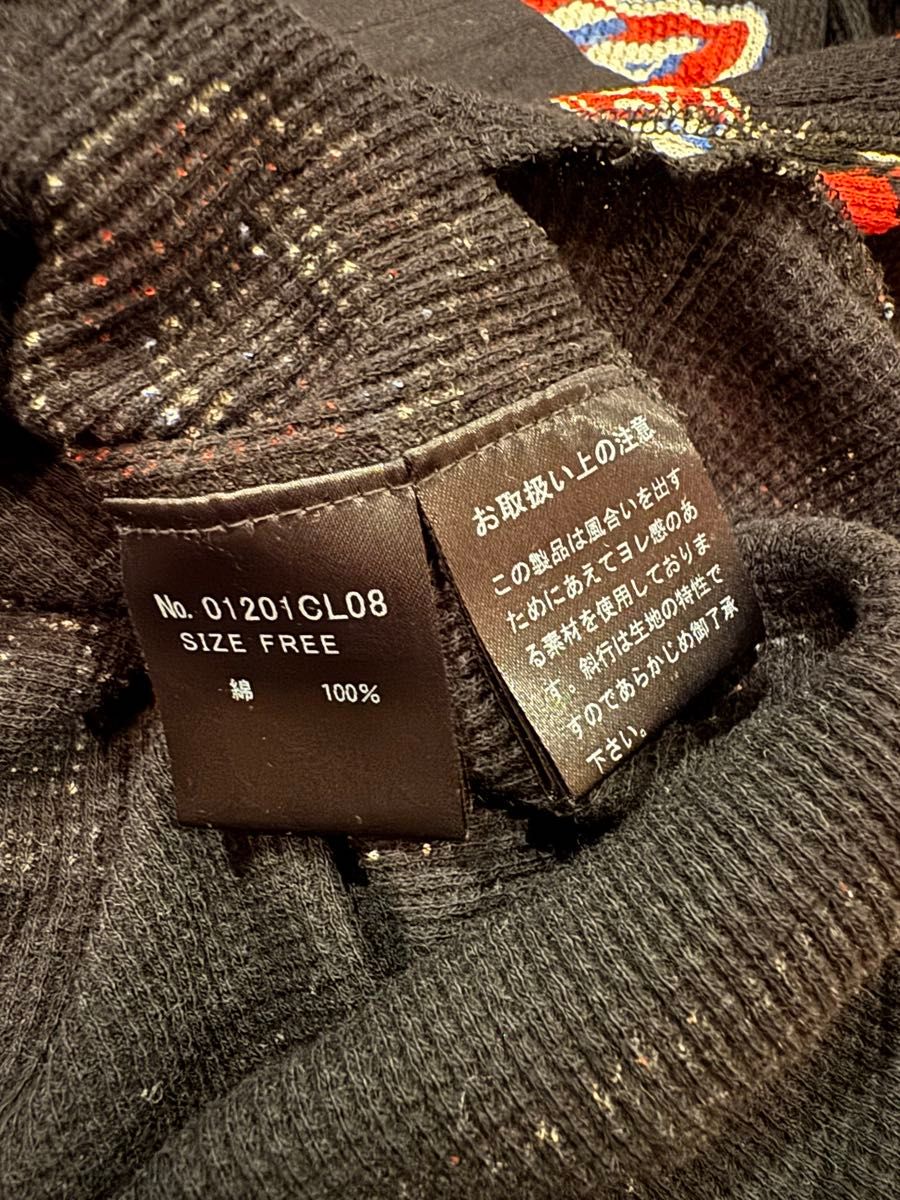 No. 01201CL08
SIZE FREE
綿 100%
お取扱い上の注意
この製品は風合いを出す
ためにあえてヨレ感のあ
る素材を使用しておりま
す。斜行は生地の特性で
すのであらかじめ御了承
下さい。